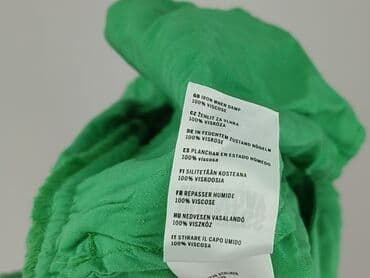 GB IRON WHEN DAMP
100% VISCOSE
CZ ŽEHLIT ZA VLHKA
100% VISKÓZA
DE IN FEUCHTEM ZUSTAND BÜGELN
100% VISKOSE
ES PLANCHAR EN ESTADO HÚMEDO
100% viscosa
FI SILITETÄÄN KOSTEANA
100% VISKOOSIA
FR REPASSER HUMIDE
100% VISCOSE
HU NEDVESEN VASALANDÓ
100% VISZKÓZ
IT STIRARE IL CAPO UMIDO
100% VISCOSA